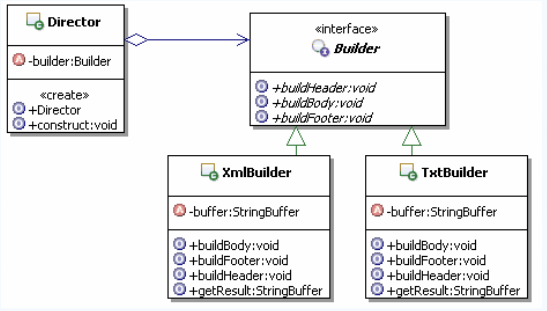 Director
-builder:Builder
«create»
+Director
+construct:void
«interface»
Builder
+buildHeader:void
+buildBody:void
+buildFooter:void
XmlBuilder
-buffer:StringBuffer
+buildBody:void
+buildFooter:void
+buildHeader:void
+getResult:StringBuffer
TxtBuilder
-buffer:StringBuffer
+buildBody:void
+buildFooter:void
+buildHeader:void
+getResult:StringBuffer